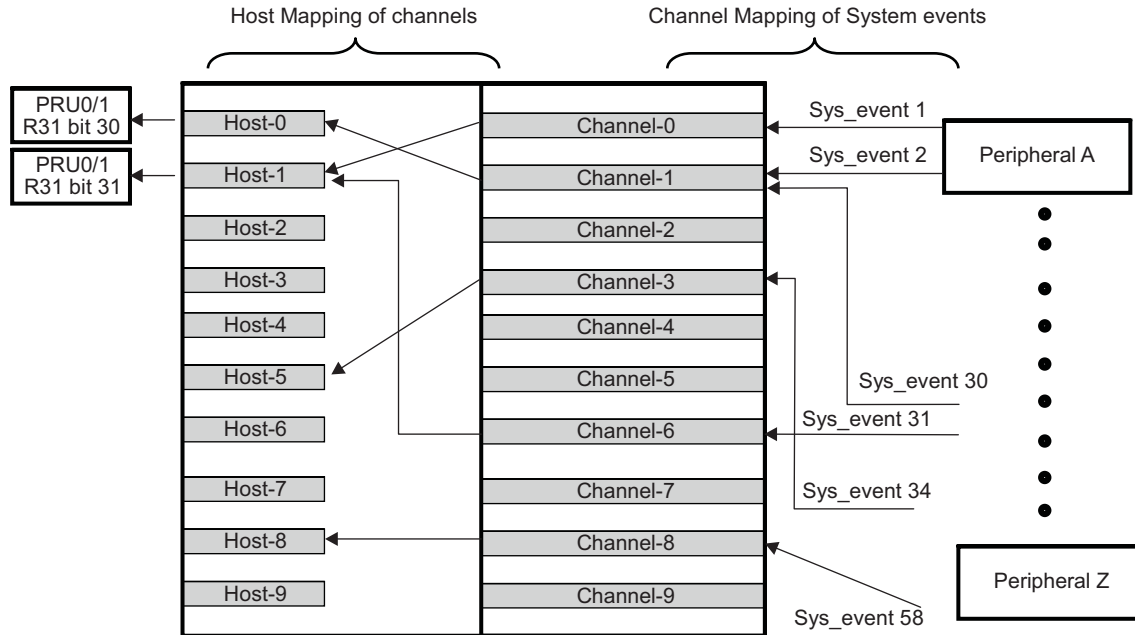 Host Mapping of channels
Channel Mapping of System events
PRU0/1
R31 bit 30
PRU0/1
R31 bit 31
Host-0
Host-1
Host-2
Host-3
Host-4
Host-5
Host-6
Host-7
Host-8
Host-9
Channel-0
Channel-1
Channel-2
Channel-3
Channel-4
Channel-5
Channel-6
Channel-7
Channel-8
Channel-9
Sys_event 1
Sys_event 2
Sys_event 30
Sys_event 31
Sys_event 34
Sys_event 58
Peripheral A
Peripheral Z